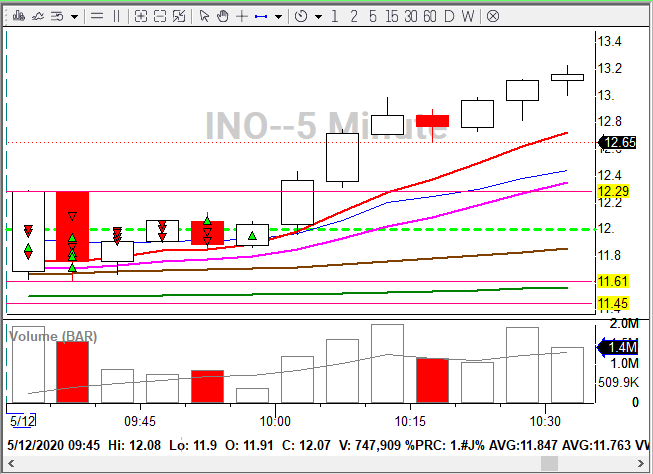 1 2 5 15 30 60 D W
INO--5 Minute
13.4
13.2
13.
12.8
12.65
12.4
12.29
12.2
12.
11.8
11.61
11.45
Volume (BAR)
2.0M
1.4M
1.0M
509.9K
0
5/12 09:45 10:00 10:15 10:30
5/12/2020 09:45 Hi: 12.08 Lo: 11.9 O: 11.91 C: 12.07 V: 747,909 %PRC: 1.#J% AVG:11.847 AVG:11.763 VV